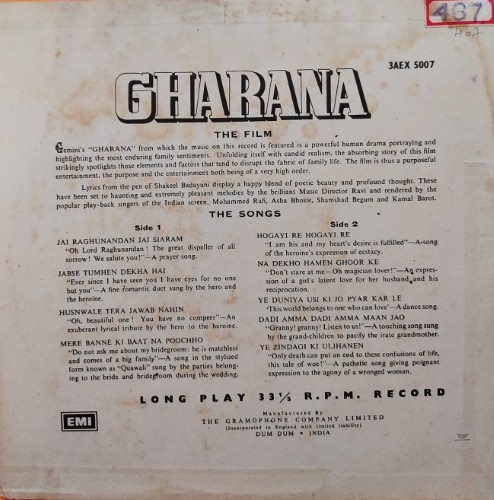 467
467
3AEX 5007
GHARANA
THE FILM
Gemini's "GHARANA" from which the music on this record is featured is a powerful human drama portraying and
highlighting the most enduring family sentiments. Unfolding itself with candid realism, the absorbing story of this film
strikingly spotlights those elements and factors that tend to disrupt the fabric of family life. The film is thus a purposeful
entertainment, the purpose and the entertainment both being of a very high order.
Lyrics from the pen of Shakeel Badayani display a happy blend of poetic beauty and profound thought. These
have been set to haunting and extremely pleasant melodies by the brilliant Music Director Ravi and rendered by the
popular play-back singers of the Indian screen, Mohammed Rafi, Asha Bhosle, Shamshad Begum and Kamal Barot.
THE SONGS
Side 1
JAI RAGHUNANDAN JAI SIARAM
"Oh Lord Raghunandan! The great dispeller of all
sorrow! We salute you!"—A prayer song.
JABSE TUMHEN DEKHA HAI
"Ever since I have seen you I have eyes for no one
but you"—A fine romantic duet sung by the hero and
the heroine.
HUSNWALE TERA JAWAB NAHIN
"Oh, beautiful one! You have no compeer"—An
exuberant lyrical tribute by the hero to the heroine.
MERE BANNE KI BAAT NA POOCHHO
"Do not ask about my bridegroom: he is matchless
and comes of a big family"—A song in the stylized
form known as "Quawali" sung by the parties belong-
ing to the bride and bridegroom during the wedding.
Side 2
HOGAYI RE HOGAYI RE
"I am his and my heart's desire is fulfilled"—A song
of the heroine's expression of ecstacy.
NA DEKHO HAMEN GHOOR KE
"Don't stare at me—Oh magician lover!"—An expres-
sion of a girl's latent love for her husband and his
reciprocation.
YE DUNIYA USI KI JO PYAR KAR LE
"This world belongs to one who can love"—A dance song.
DADI AMMA DADI AMMA MAAN JAO
"Granny! granny! Listen to us!"—A touching song sung
by the grand-children to pacify the irate grandmother.
YE ZINDAGI KI ULJHANEN
"Only death can put an end to these confusions of life,
this tale of woe!"—A pathetic song giving poignant
expression to the agony of a wronged woman.
LONG PLAY 33⅓ R.P.M. RECORD
EMI
Manufactured By
THE GRAMOPHONE COMPANY LIMITED
(Incorporated in England with limited liability)
DUM DUM • INDIA